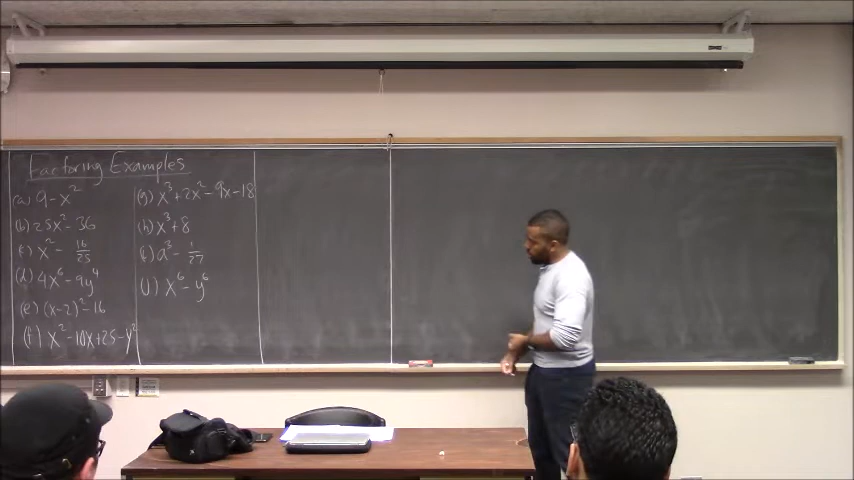 Factoring Examples
(a) 9-x²
(b) 25x²-36
(c) x² - 16/25
(d) 4x⁶-9y⁴
(e) (x-2)²-16
(f) x²-10x+25-y²
(g) x³+2x²-9x-18
(h) x³+8
(i) a³ - 1/27
(j) x⁶-y⁶